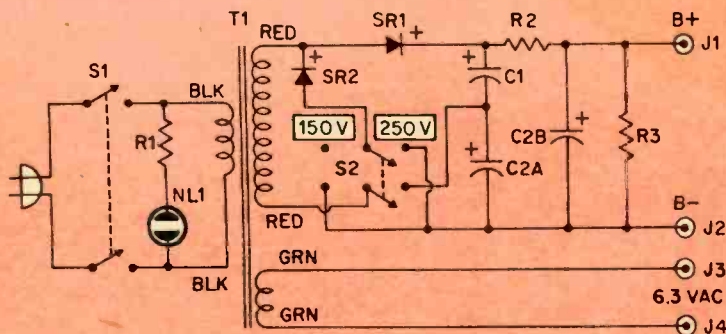 T1
RED
SR1
+
R2
B+
J1
S1
BLK
+
SR2
+
C1
R1
150V
250V
S2
+
C2A
C2B
+
R3
NL1
RED
B-
J2
BLK
GRN
J3
6.3 VAC
GRN
J4